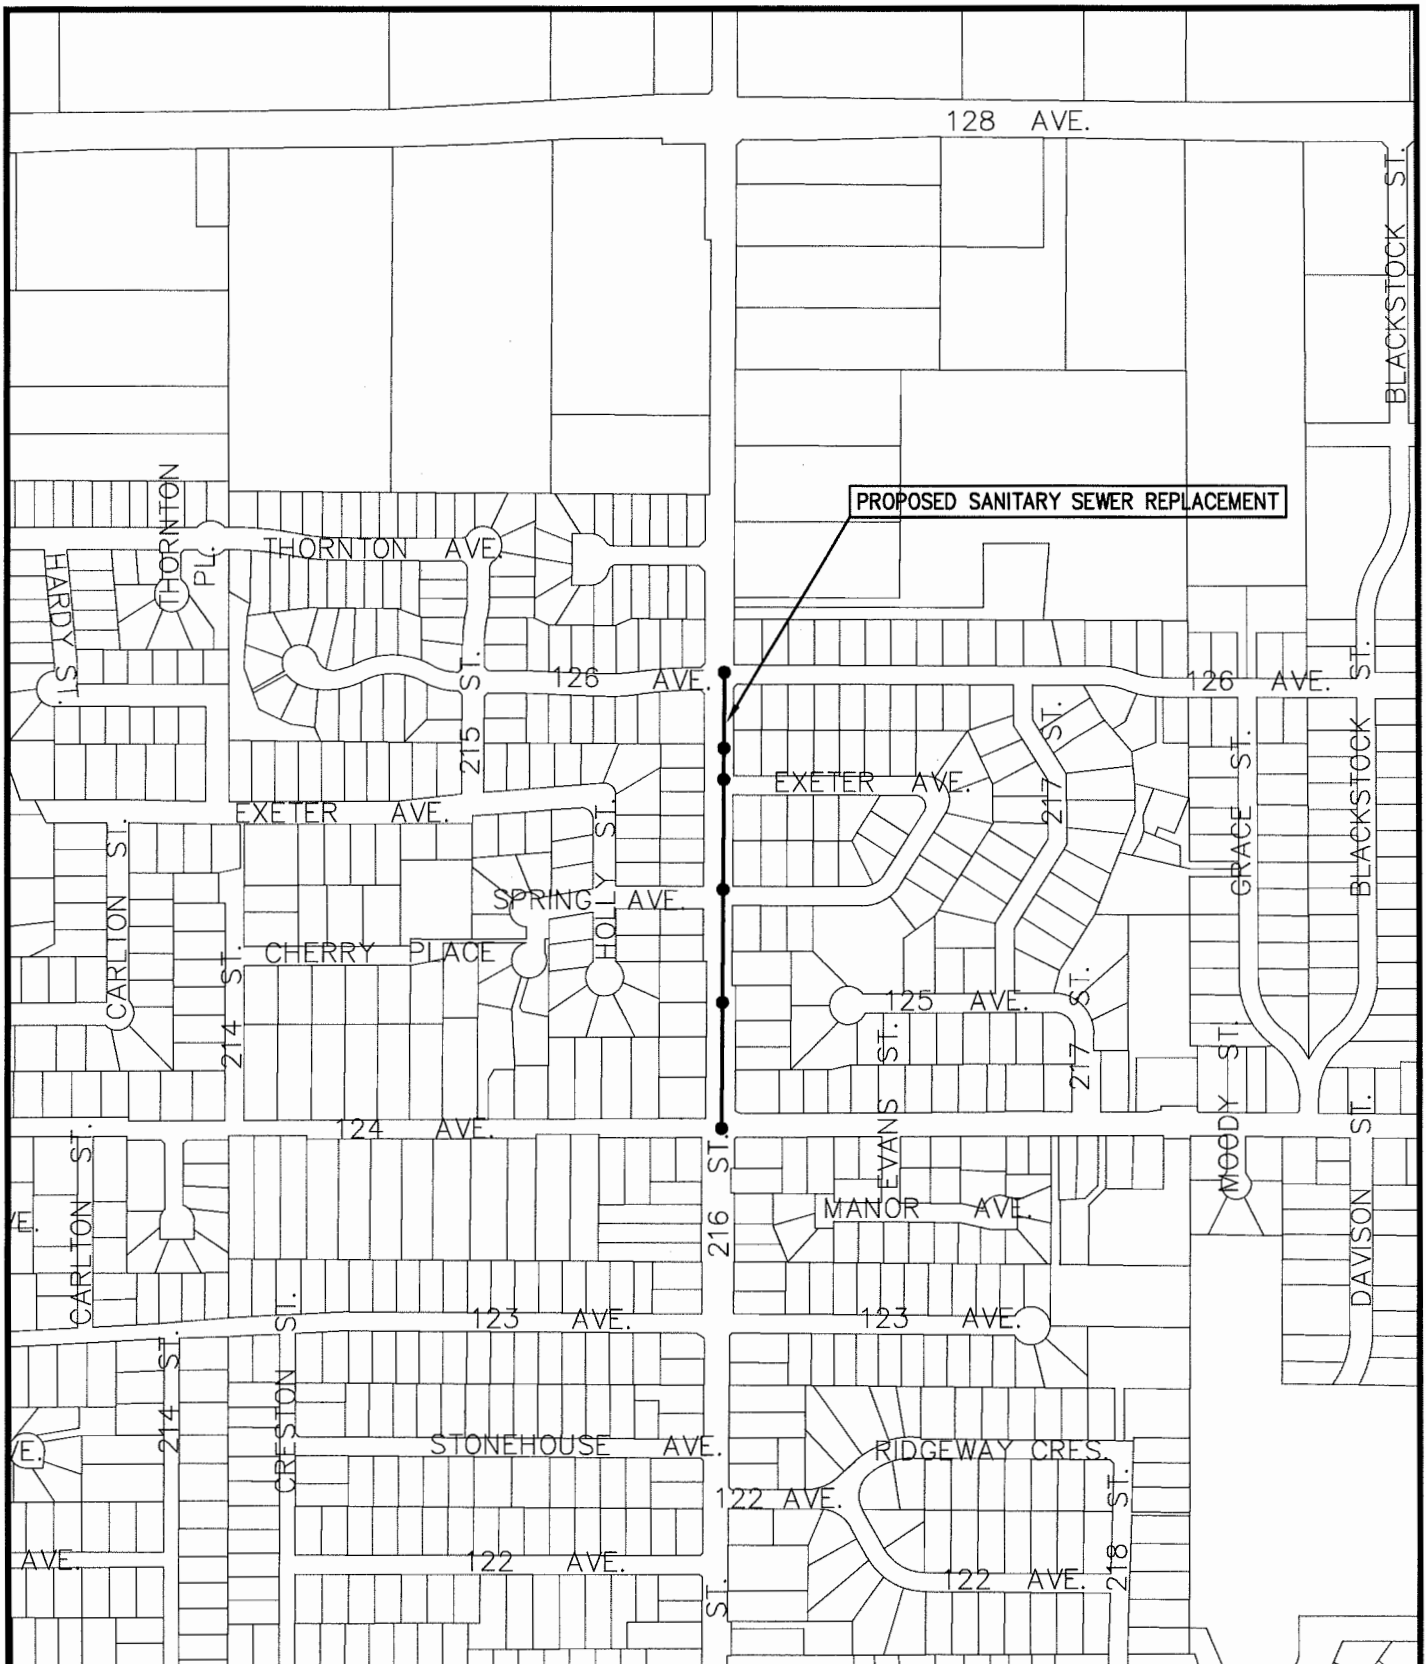 128 AVE.
BLACKSTOCK ST.
PROPOSED SANITARY SEWER REPLACEMENT
THORNTON PL.
THORNTON AVE.
HARDY ST.
126 AVE.
126 AVE.
215 ST.
217 ST.
GRACE ST.
BLACKSTOCK ST.
EXETER AVE.
EXETER AVE.
CARLTON ST.
HOLLY ST.
SPRING AVE.
CHERRY PLACE
214 ST.
125 AVE.
EVANS ST.
217 ST.
MOODY ST.
124 AVE.
216 ST.
CARLTON ST.
VE.
MANOR AVE.
DAVISON ST.
123 AVE.
123 AVE.
214 ST.
CRESTON ST.
VE.
STONEHOUSE AVE.
RIDGEWAY CRES.
122 AVE.
218 ST.
AVE.
122 AVE.
122 AVE.
ST.